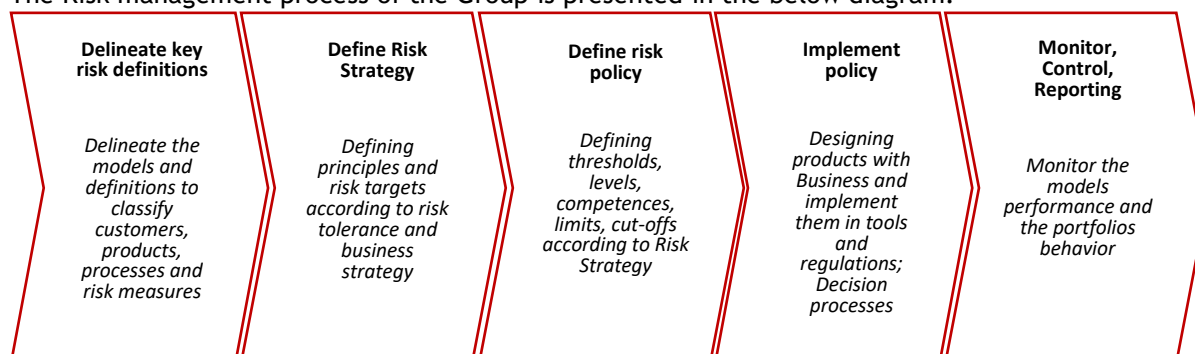 The Risk management process of the Group is presented in the below diagram:
Delineate key
risk definitions
Delineate the
models and
definitions to
classify
customers,
products,
processes and
risk measures
Define Risk
Strategy
Defining
principles and
risk targets
according to risk
tolerance and
business
strategy
Define risk
policy
Defining
thresholds,
levels,
competences,
limits, cut-offs
according to Risk
Strategy
Implement
policy
Designing
products with
Business and
implement
them in tools
and
regulations;
Decision
processes
Monitor,
Control,
Reporting
Monitor the
models
performance and
the portfolios
behavior